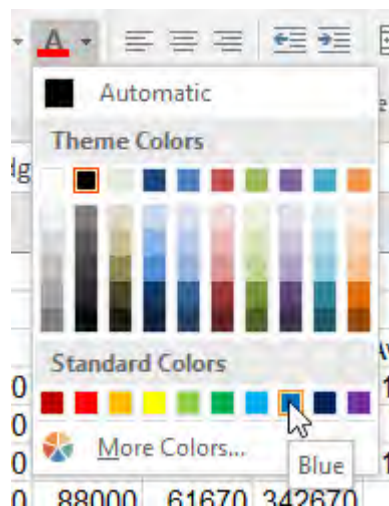 A
Automatic
Theme Colors
Standard Colors
0
0
More Colors...
0
Blue
0 88000 61670 342670